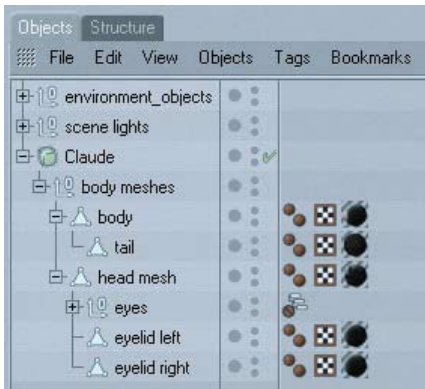 Objects Structure
File Edit View Objects Tags Bookmarks
environment_objects
scene lights
Claude
body meshes
body
tail
head mesh
eyes
eyelid left
eyelid right